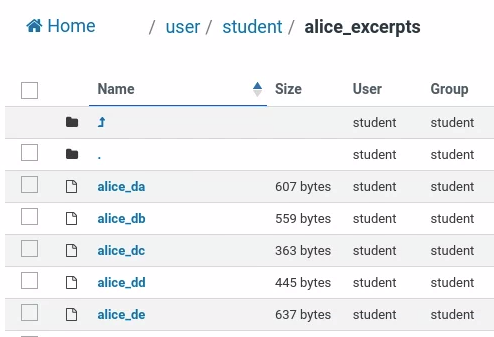 Home / user / student / alice_excerpts
Name Size User Group
student student
. student student
alice_da 607 bytes student student
alice_db 559 bytes student student
alice_dc 363 bytes student student
alice_dd 445 bytes student student
alice_de 637 bytes student student